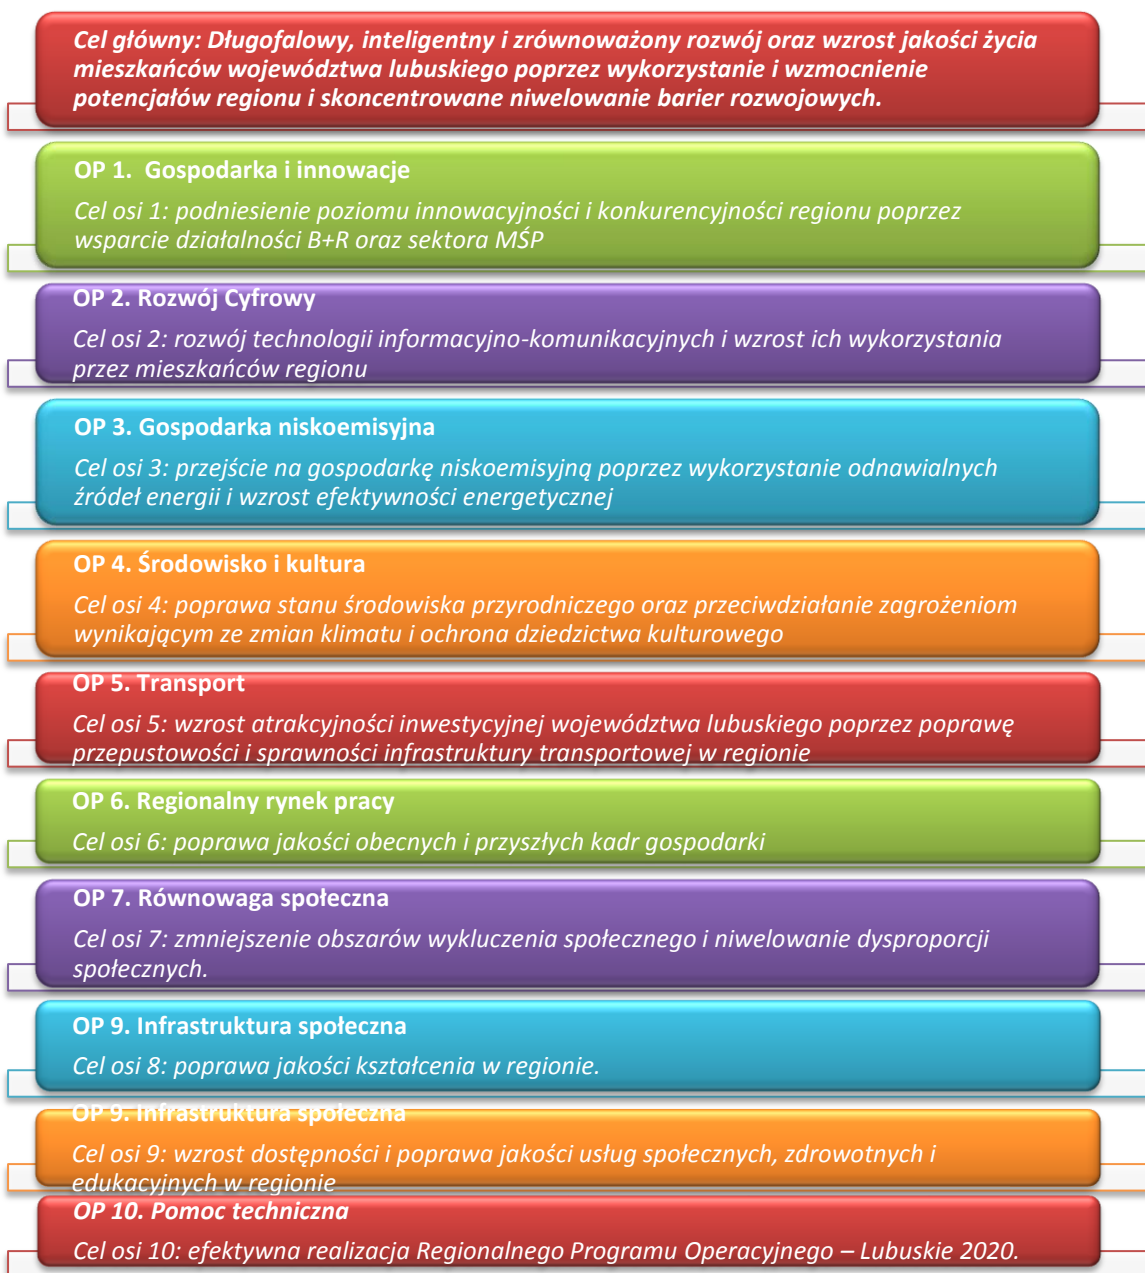 Cel główny: Długofalowy, inteligentny i zrównoważony rozwój oraz wzrost jakości życia
mieszkańców województwa lubuskiego poprzez wykorzystanie i wzmocnienie
potencjałów regionu i skoncentrowane niwelowanie barier rozwojowych.
OP 1. Gospodarka i innowacje
Cel osi 1: podniesienie poziomu innowacyjności i konkurencyjności regionu poprzez
wsparcie działalności B+R oraz sektora MŚP
OP 2. Rozwój Cyfrowy
Cel osi 2: rozwój technologii informacyjno-komunikacyjnych i wzrost ich wykorzystania
przez mieszkańców regionu
OP 3. Gospodarka niskoemisyjna
Cel osi 3: przejście na gospodarkę niskoemisyjną poprzez wykorzystanie odnawialnych
źródeł energii i wzrost efektywności energetycznej
OP 4. Środowisko i kultura
Cel osi 4: poprawa stanu środowiska przyrodniczego oraz przeciwdziałanie zagrożeniom
wynikającym ze zmian klimatu i ochrona dziedzictwa kulturowego
OP 5. Transport
Cel osi 5: wzrost atrakcyjności inwestycyjnej województwa lubuskiego poprzez poprawę
przepustowości i sprawności infrastruktury transportowej w regionie
OP 6. Regionalny rynek pracy
Cel osi 6: poprawa jakości obecnych i przyszłych kadr gospodarki
OP 7. Równowaga społeczna
Cel osi 7: zmniejszenie obszarów wykluczenia społecznego i niwelowanie dysproporcji
społecznych.
OP 9. Infrastruktura społeczna
Cel osi 8: poprawa jakości kształcenia w regionie.
OP 9. Infrastruktura społeczna
Cel osi 9: wzrost dostępności i poprawa jakości usług społecznych, zdrowotnych i
edukacyjnych w regionie
OP 10. Pomoc techniczna
Cel osi 10: efektywna realizacja Regionalnego Programu Operacyjnego – Lubuskie 2020.